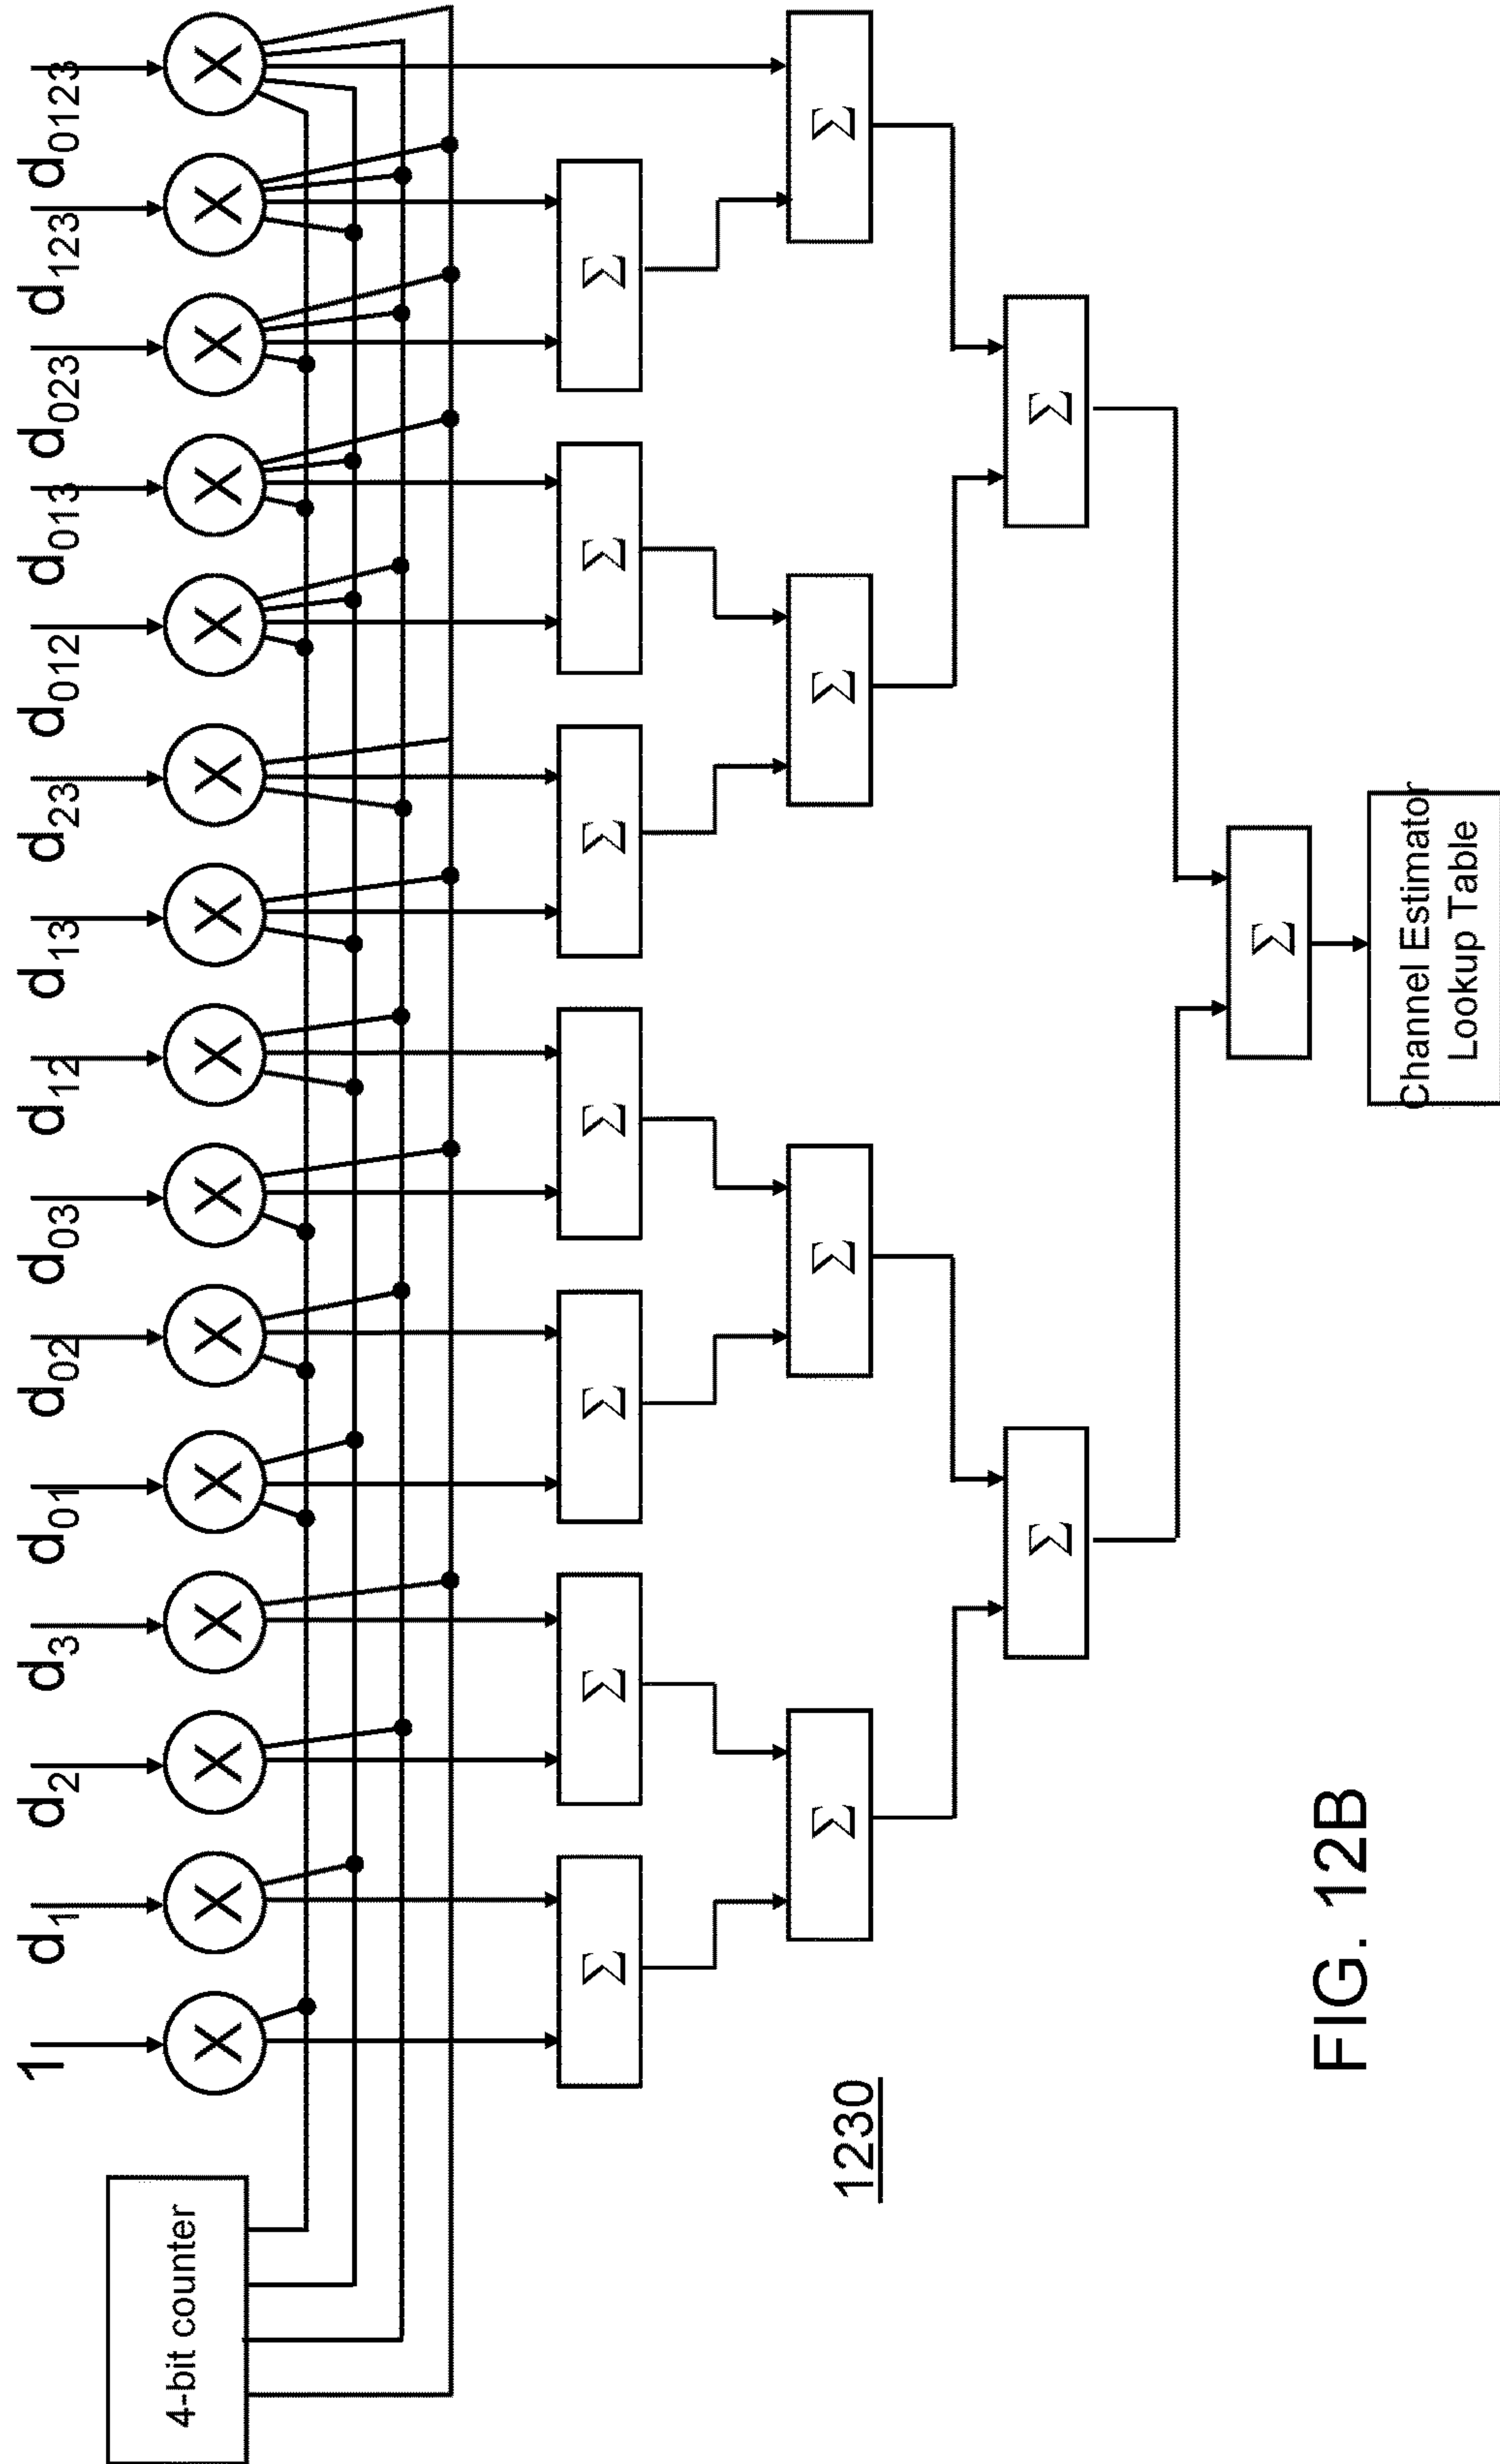 1 d1 d2 d3 d01 d02 d03 d12 d13 d23 d012 d013 d023 d123 d0123
4-bit counter
X X X X X X X X X X X X X X X
Σ Σ Σ Σ Σ Σ Σ
1230
Σ Σ Σ Σ
Σ Σ
Σ
Channel Estimator
Lookup Table
FIG. 12B